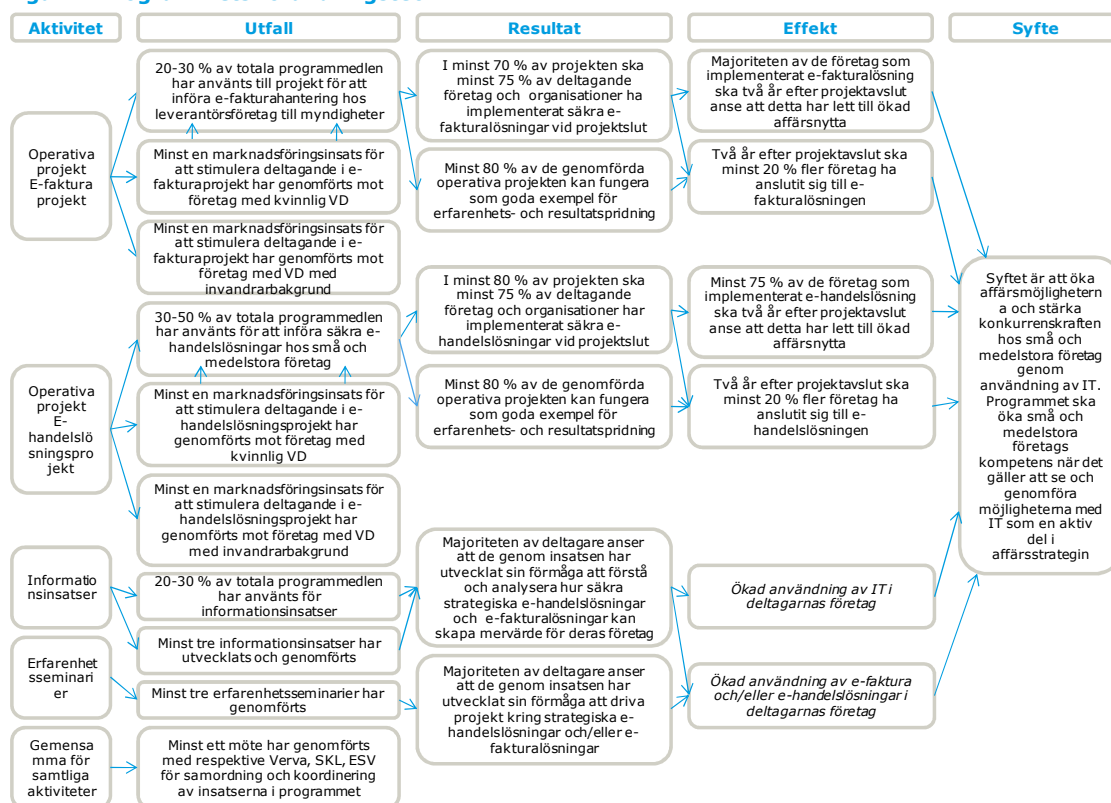 Aktivitet
Utfall
Resultat
Effekt
Syfte
Operativa
projekt
E-faktura
projekt
20-30 % av totala programmedlen
har använts till projekt för att
införa e-fakturahantering hos
leverantörsföretag till myndigheter
Minst en marknadsföringsinsats för
att stimulera deltagande i e-
fakturaprojekt har genomförts mot
företag med kvinnlig VD
Minst en marknadsföringsinsats för
att stimulera deltagande i e-
fakturaprojekt har genomförts mot
företag med VD med
invandrarbakgrund
I minst 70 % av projekten ska
minst 75 % av deltagande
företag och organisationer ha
implementerat säkra e-
fakturalösningar vid projektslut
Minst 80 % av de genomförda
operativa projekten kan fungera
som goda exempel för
erfarenhets- och resultatspridning
Majoriteten av de företag som
implementerat e-fakturalösning
ska två år efter projektavslut
anse att detta har lett till ökad
affärsnytta
Två år efter projektavslut ska
minst 20 % fler företag ha
anslutit sig till e-
fakturalösningen
Operativa
projekt
E-
handelslö
sningspro
jekt
30-50 % av totala programmedlen
har använts för att införa säkra e-
handelslösningar hos små och
medelstora företag
Minst en marknadsföringsinsats för
att stimulera deltagande i e-
handelslösningsprojekt har
genomförts mot företag med
kvinnlig VD
Minst en marknadsföringsinsats för
att stimulera deltagande i e-
handelslösningsprojekt har
genomförts mot företag med VD
med invandrarbakgrund
I minst 80 % av projekten ska
minst 75 % av deltagande
företag och organisationer har
implementerat säkra e-
handelslösningar vid projektslut
Minst 80 % av de genomförda
operativa projekten kan fungera
som goda exempel för
erfarenhets- och resultatspridning
Minst 75 % av de företag som
implementerat e-handelslösning
ska två år efter projektavslut
anse att detta har lett till ökad
affärsnytta
Två år efter projektavslut ska
minst 20 % fler företag ha
anslutit sig till e-
handelslösningen
Syftet är att öka
affärsmöjlighetern
a och stärka
konkurrenskraften
hos små och
medelstora företag
genom
användning av IT.
Programmet ska
öka små och
medelstora
företags
kompetens när det
gäller att se och
genomföra
möjligheterna med
IT som en aktiv
del i
affärsstrategin
Informatio
nsinsatser
20-30 % av totala programmedlen
har använts för
informationsinsatser
Minst tre informationsinsatser har
utvecklats och genomförts
Majoriteten av deltagare anser
att de genom insatsen har
utvecklat sin förmåga att förstå
och analysera hur säkra
strategiska e-handelslösningar
och e-fakturalösningar kan
skapa mervärde för deras företag
Ökad användning av IT i
deltagarnas företag
Erfarenhet
sseminari
er
Minst tre erfarenhetsseminarier har
genomförts
Majoriteten av deltagare anser
att de genom insatsen har
utvecklat sin förmåga att driva
projekt kring strategiska e-
handelslösningar och/eller e-
fakturalösningar
Ökad användning av e-faktura
och/eller e-handelslösningar i
deltagarnas företag
Gemensa
mma för
samtliga
aktiviteter
Minst ett möte har genomförts
med respektive Verva, SKL, ESV
för samordning och koordinering
av insatserna i programmet